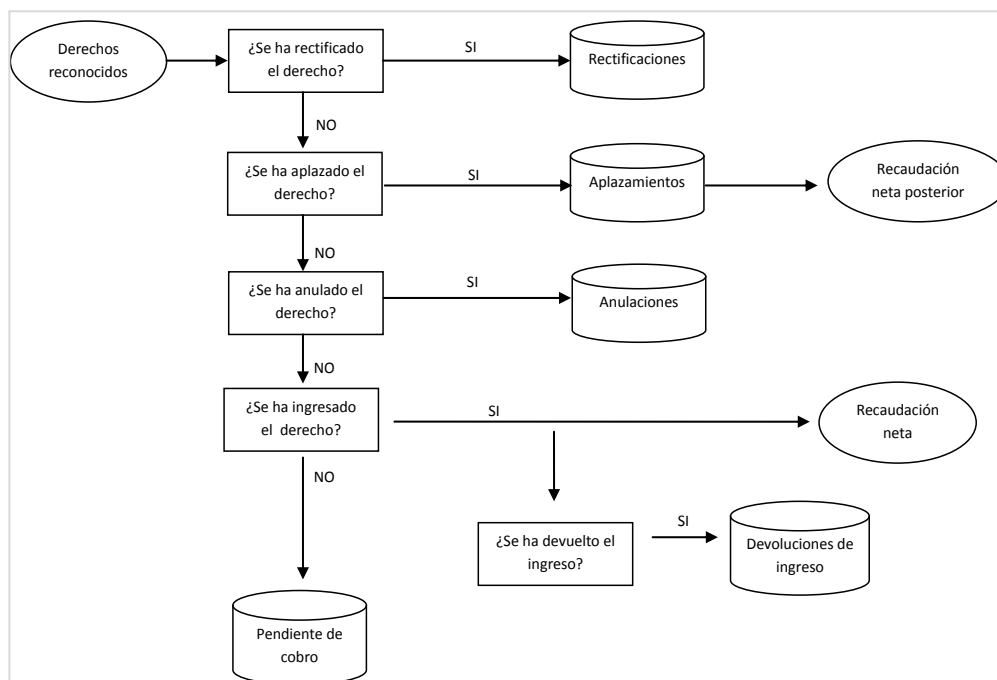 Derechos
reconocidos
¿Se ha rectificado
el derecho?
SI
Rectificaciones
NO
¿Se ha aplazado el
derecho?
SI
Aplazamientos
Recaudación
neta posterior
NO
¿Se ha anulado el
derecho?
SI
Anulaciones
NO
¿Se ha ingresado
el derecho?
SI
Recaudación
neta
NO
¿Se ha devuelto el
ingreso?
SI
Devoluciones de
ingreso
Pendiente de
cobro